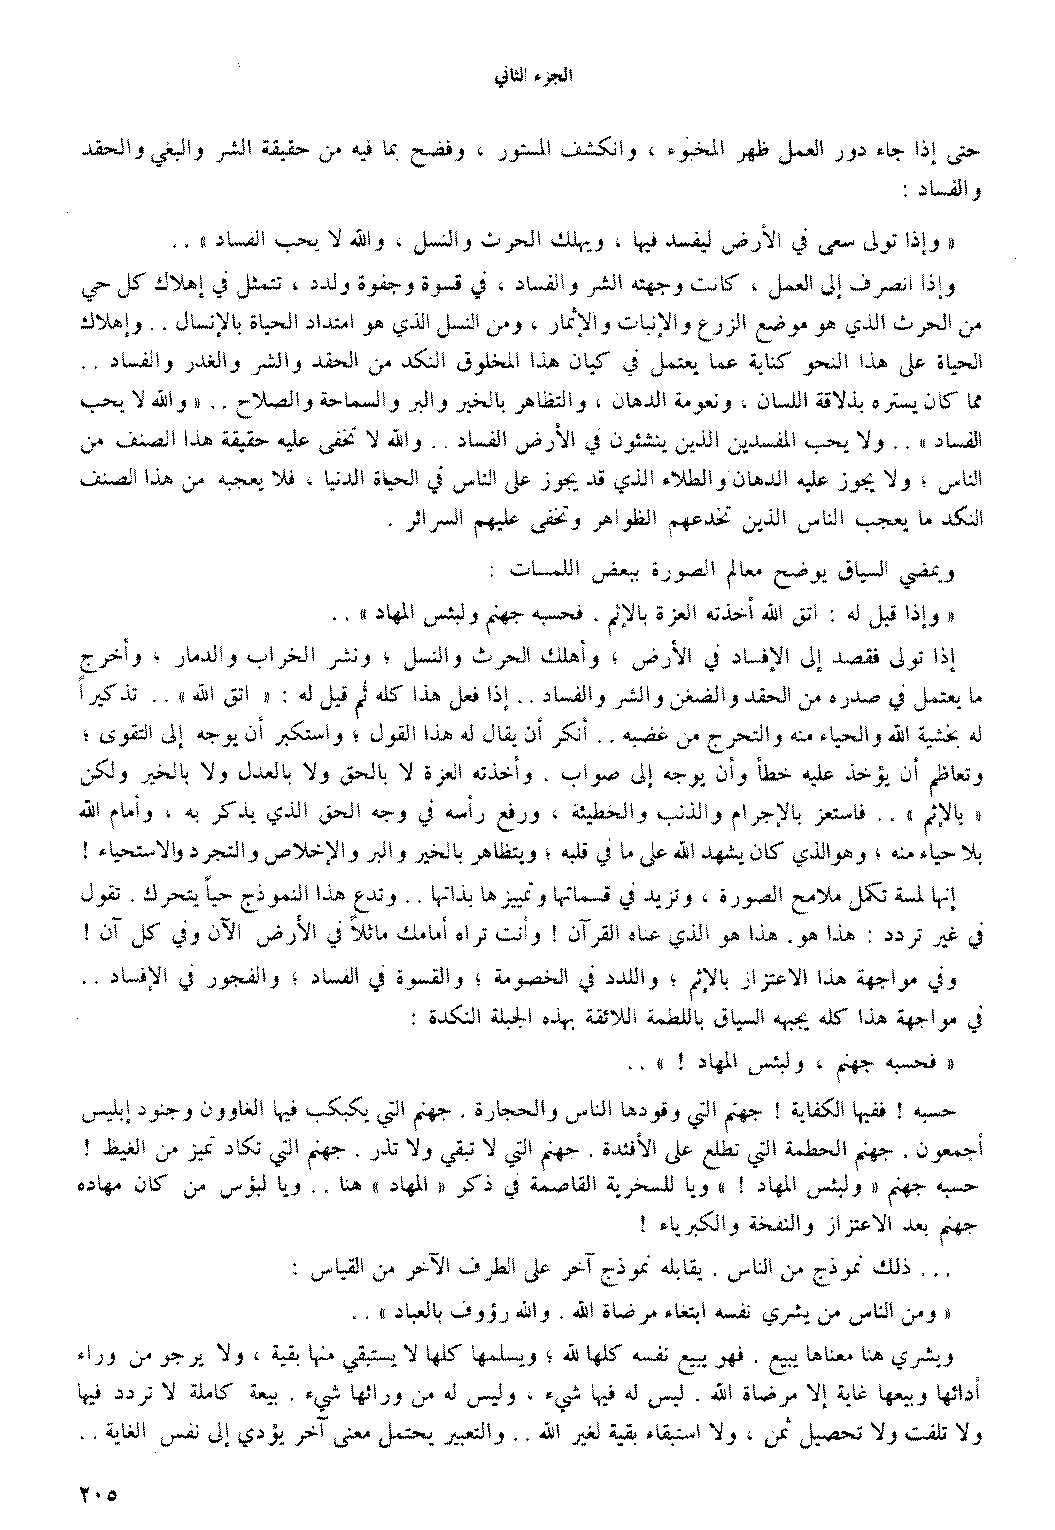 الجزء الثاني
حتى إذا جاء دور العمل ظهر المخبوء ، وانكشف المستور ، وفضح بما فيه من حقيقة الشر والبغي والحقد
والفساد :
« وإذا تولى سعى في الأرض ليفسد فيها ، ويهلك الحرث والنسل ، والله لا يحب الفساد » ..
وإذا انصرف إلى العمل ، كانت وجهته الشر والفساد ، في قسوة وجفوة ولدد ، تتمثل في إهلاك كل حي
من الحرث الذي هو موضع الزرع والإنبات والإثمار ، ومن النسل الذي هو امتداد الحياة بالإنسال .. وإهلاك
الحياة على هذا النحو كناية عما يعتمل في كيان هذا المخلوق النكد من الحقد والشر والغدر والفساد ..
مما كان يستره بذلاقة اللسان ، ونعومة الدهان ، والتظاهر بالخير والبر والسماحة والصلاح .. « والله لا يحب
الفساد » .. ولا يحب المفسدين الذين ينشئون في الأرض الفساد .. والله لا تخفى عليه حقيقة هذا الصنف من
الناس ؛ ولا يجوز عليه الدهان والطلاء الذي قد يجوز على الناس في الحياة الدنيا ، فلا يعجبه من هذا الصنف
النكد ما يعجب الناس الذين تخدعهم الظواهر وتخفى عليهم السرائر .
ويمضي السياق يوضح معالم الصورة ببعض اللمسات :
« وإذا قيل له : اتق الله أخذته العزة بالإثم . فحسبه جهنم ولبئس المهاد » ..
إذا تولى فقصد إلى الإفساد في الأرض ؛ وأهلك الحرث والنسل ؛ ونشر الخراب والدمار ؛ وأخرج
ما يعتمل في صدره من الحقد والضغن والشر والفساد .. إذا فعل هذا كله ثم قيل له : « اتق الله » .. تذكيراً
له بخشية الله والحياء منه والتحرج من غضبه .. أنكر أن يقال له هذا القول ؛ واستكبر أن يوجه إلى التقوى ؛
وتعاظم أن يؤخذ عليه خطأ وأن يوجه إلى صواب . وأخذته العزة لا بالحق ولا بالعدل ولا بالخير ولكن
« بالإثم » .. فاستعز بالإجرام والذنب والخطيئة ، ورفع رأسه في وجه الحق الذي يذكر به ، وأمام الله
بلا حياء منه ؛ وهو الذي كان يشهد الله على ما في قلبه ؛ ويتظاهر بالخير والبر والإخلاص والتجرد والاستحياء !
إنها لمسة تكمل ملامح الصورة ، وتزيد في قسماتها وتمييزها بذاتها .. وتدع هذا النموذج حياً يتحرك . تقول
في غير تردد : هذا هو. هذا هو الذي عناه القرآن ! وأنت تراه أمامك ماثلاً في الأرض الآن وفي كل آن !
وفي مواجهة هذا الاعتزاز بالإثم ؛ واللدد في الخصومة ؛ والقسوة في الفساد ؛ والفجور في الإفساد ..
في مواجهة هذا كله يجبهه السياق باللطمة اللائقة بهذه الجبلة النكدة :
« فحسبه جهنم ، ولبئس المهاد ! » ..
حسبه ! ففيها الكفاية ! جهنم التي وقودها الناس والحجارة . جهنم التي يكبكب فيها الغاوون وجنود إبليس
أجمعون . جهنم الحطمة التي تطلع على الأفئدة . جهنم التي لا تبقي ولا تذر . جهنم التي تكاد تميز من الغيظ !
حسبه جهنم « ولبئس المهاد ! » ويا للسخرية القاصمة في ذكر « المهاد » هنا .. ويا لبؤس من كان مهاده
جهنم بعد الاعتزاز والنفخة والكبرياء !
... ذلك نموذج من الناس . يقابله نموذج آخر على الطرف الآخر من القياس :
« ومن الناس من يشري نفسه ابتغاء مرضاة الله . والله رؤوف بالعباد » ..
ويشري هنا معناها يبيع . فهو يبيع نفسه كلها لله ؛ ويسلمها كلها لا يستبقي منها بقية ، ولا يرجو من وراء
أدائها وبيعها غاية إلا مرضاة الله . ليس له فيها شيء ، وليس له من ورائها شيء . بيعة كاملة لا تردد فيها
ولا تلفت ولا تحصيل ثمن ، ولا استبقاء بقية لغير الله .. والتعبير يحتمل معنى آخر يؤدي إلى نفس الغاية ..
٢٠٥